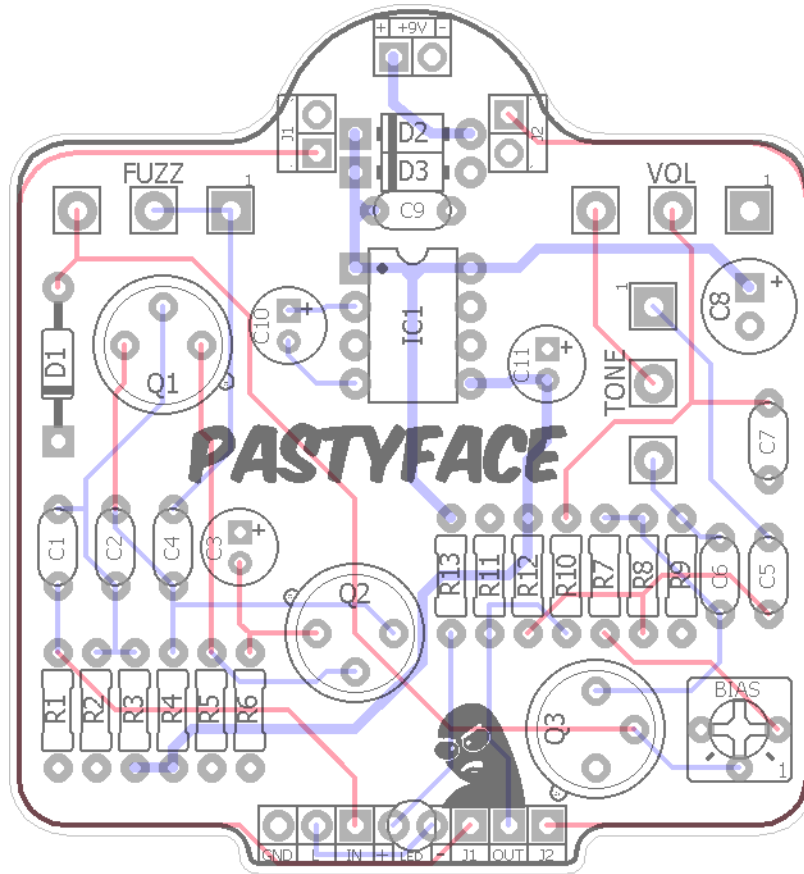 + +9V -
J1
J2
D2
D3
FUZZ
1
VOL
1
C9
C8
+
1
C10
+
IC1
C11
+
D1
Q1
TONE
C7
PASTYFACE
C1
C2
C4
C3
+
R13
R11
R12
R10
R7
R8
R9
C6
C5
Q2
R1
R2
R3
R4
R5
R6
Q3
BIAS
1
GND L IN + LED - J1 OUT J2